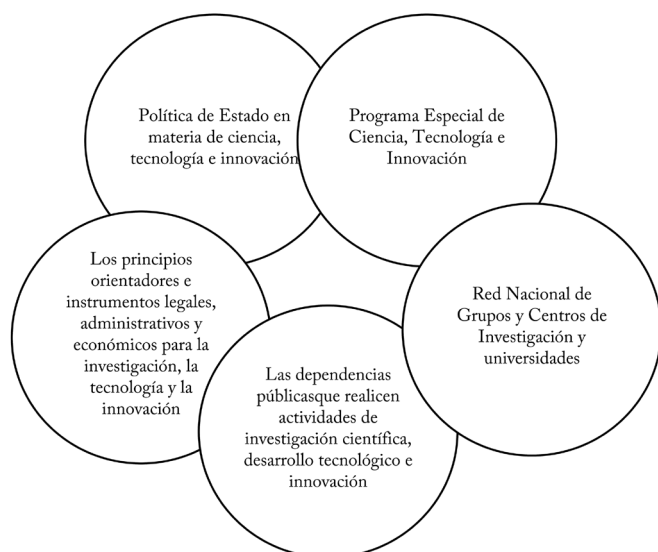 Política de Estado en
materia de ciencia,
tecnología e innovación
Programa Especial de
Ciencia, Tecnología e
Innovación
Los principios
orientadores e
instrumentos legales,
administrativos y
económicos para la
investigación, la
tecnología y la
innovación
Las dependencias
públicasque realicen
actividades de
investigación científica,
desarrollo tecnológico e
innovación
Red Nacional de
Grupos y Centros de
Investigación y
universidades